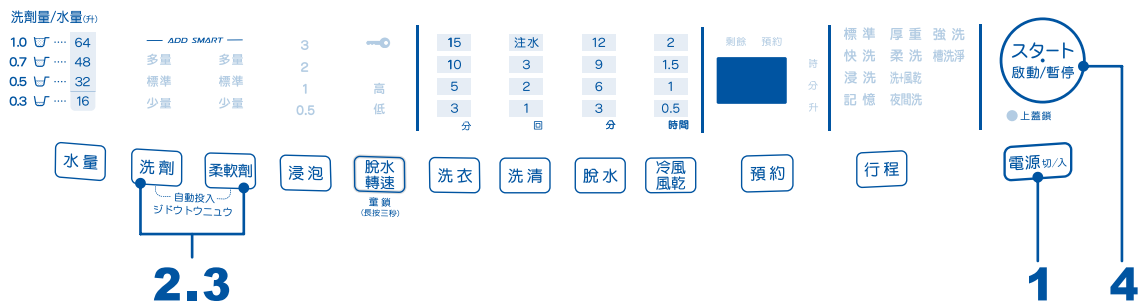 洗劑量/水量(升)
1.0 ···· 64
0.7 ···· 48
0.5 ···· 32
0.3 ···· 16
ADD SMART
多量 多量
標準 標準
少量 少量
3
2
1
0.5
高
低
15
10
5
3
分
注水
3
2
1
回
12
9
6
3
分
2
1.5
1
0.5
時間
剩餘 預約
時
分
升
標準 厚重 強洗
快洗 柔洗 槽洗淨
浸洗 洗+風乾
記憶 夜間洗
スタート
啟動/暫停
上蓋鎖
水量
洗劑
柔軟劑
自動投入
ジドウトウニュウ
浸泡
脫水
轉速
童鎖
(長按三秒)
洗衣
洗清
脫水
冷風
風乾
預約
行程
電源切/入
2.3
1
4